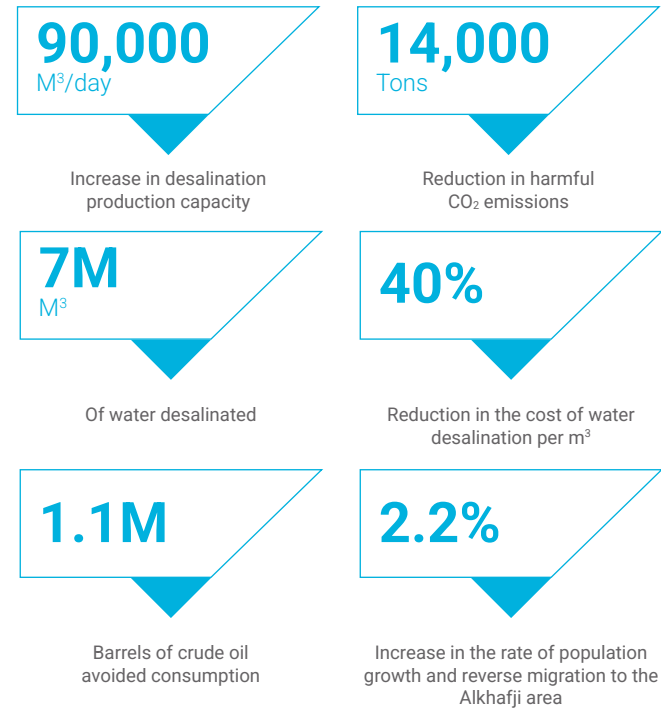 90,000
M³/day
Increase in desalination
production capacity
14,000
Tons
Reduction in harmful
CO₂ emissions
7M
M³
Of water desalinated
40%
Reduction in the cost of water
desalination per m³
1.1M
Barrels of crude oil
avoided consumption
2.2%
Increase in the rate of population
growth and reverse migration to the
Alkhafji area